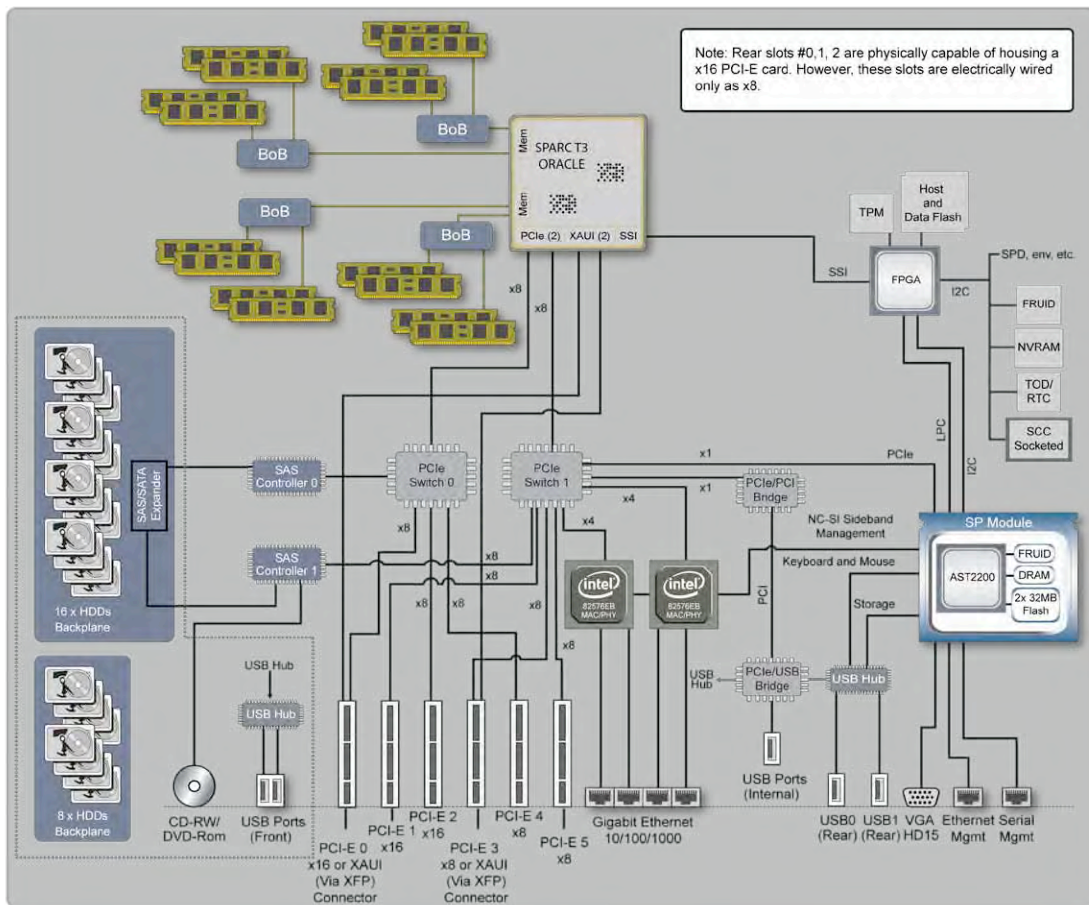 Note: Rear slots #0,1, 2 are physically capable of housing a
x16 PCI-E card. However, these slots are electrically wired
only as x8.
BoB
BoB
BoB
BoB
Mem
Mem
SPARC T3
ORACLE
PCIe (2)
XAUI (2)
SSI
TPM
Host
and
Data Flash
SSI
FPGA
I2C
SPD, env, etc.
FRUID
NVRAM
TOD/
RTC
SCC
Socketed
x8
x8
LPC
I2C
SAS/SATA
Expander
SAS
Controller 0
PCIe
Switch 0
PCIe
Switch 1
x1
PCIe
x1
PCIe/PCI
Bridge
x4
x4
x8
NC-SI Sideband
Management
SP Module
SAS
Controller 1
x8
x8
Keyboard and Mouse
FRUID
AST2200
DRAM
2x 32MB
Flash
intel
82576EB
MAC/PHY
intel
82576EB
MAC/PHY
PCI
Storage
16 x HDDs
Backplane
x8
x8
x8
x8
USB Hub
USB Hub
USB
Hub
PCIe/USB
Bridge
USB Hub
8 x HDDs
Backplane
CD-RW/
DVD-Rom
USB Ports
(Front)
PCI-E 0
x16 or XAUI
(Via XFP)
Connector
PCI-E 1
x16
PCI-E 2
x16
PCI-E 3
x8 or XAUI
(Via XFP)
Connector
PCI-E 4
x8
PCI-E 5
x8
Gigabit Ethernet
10/100/1000
USB Ports
(Internal)
USB0
(Rear)
USB1
(Rear)
VGA
HD15
Ethernet
Mgmt
Serial
Mgmt